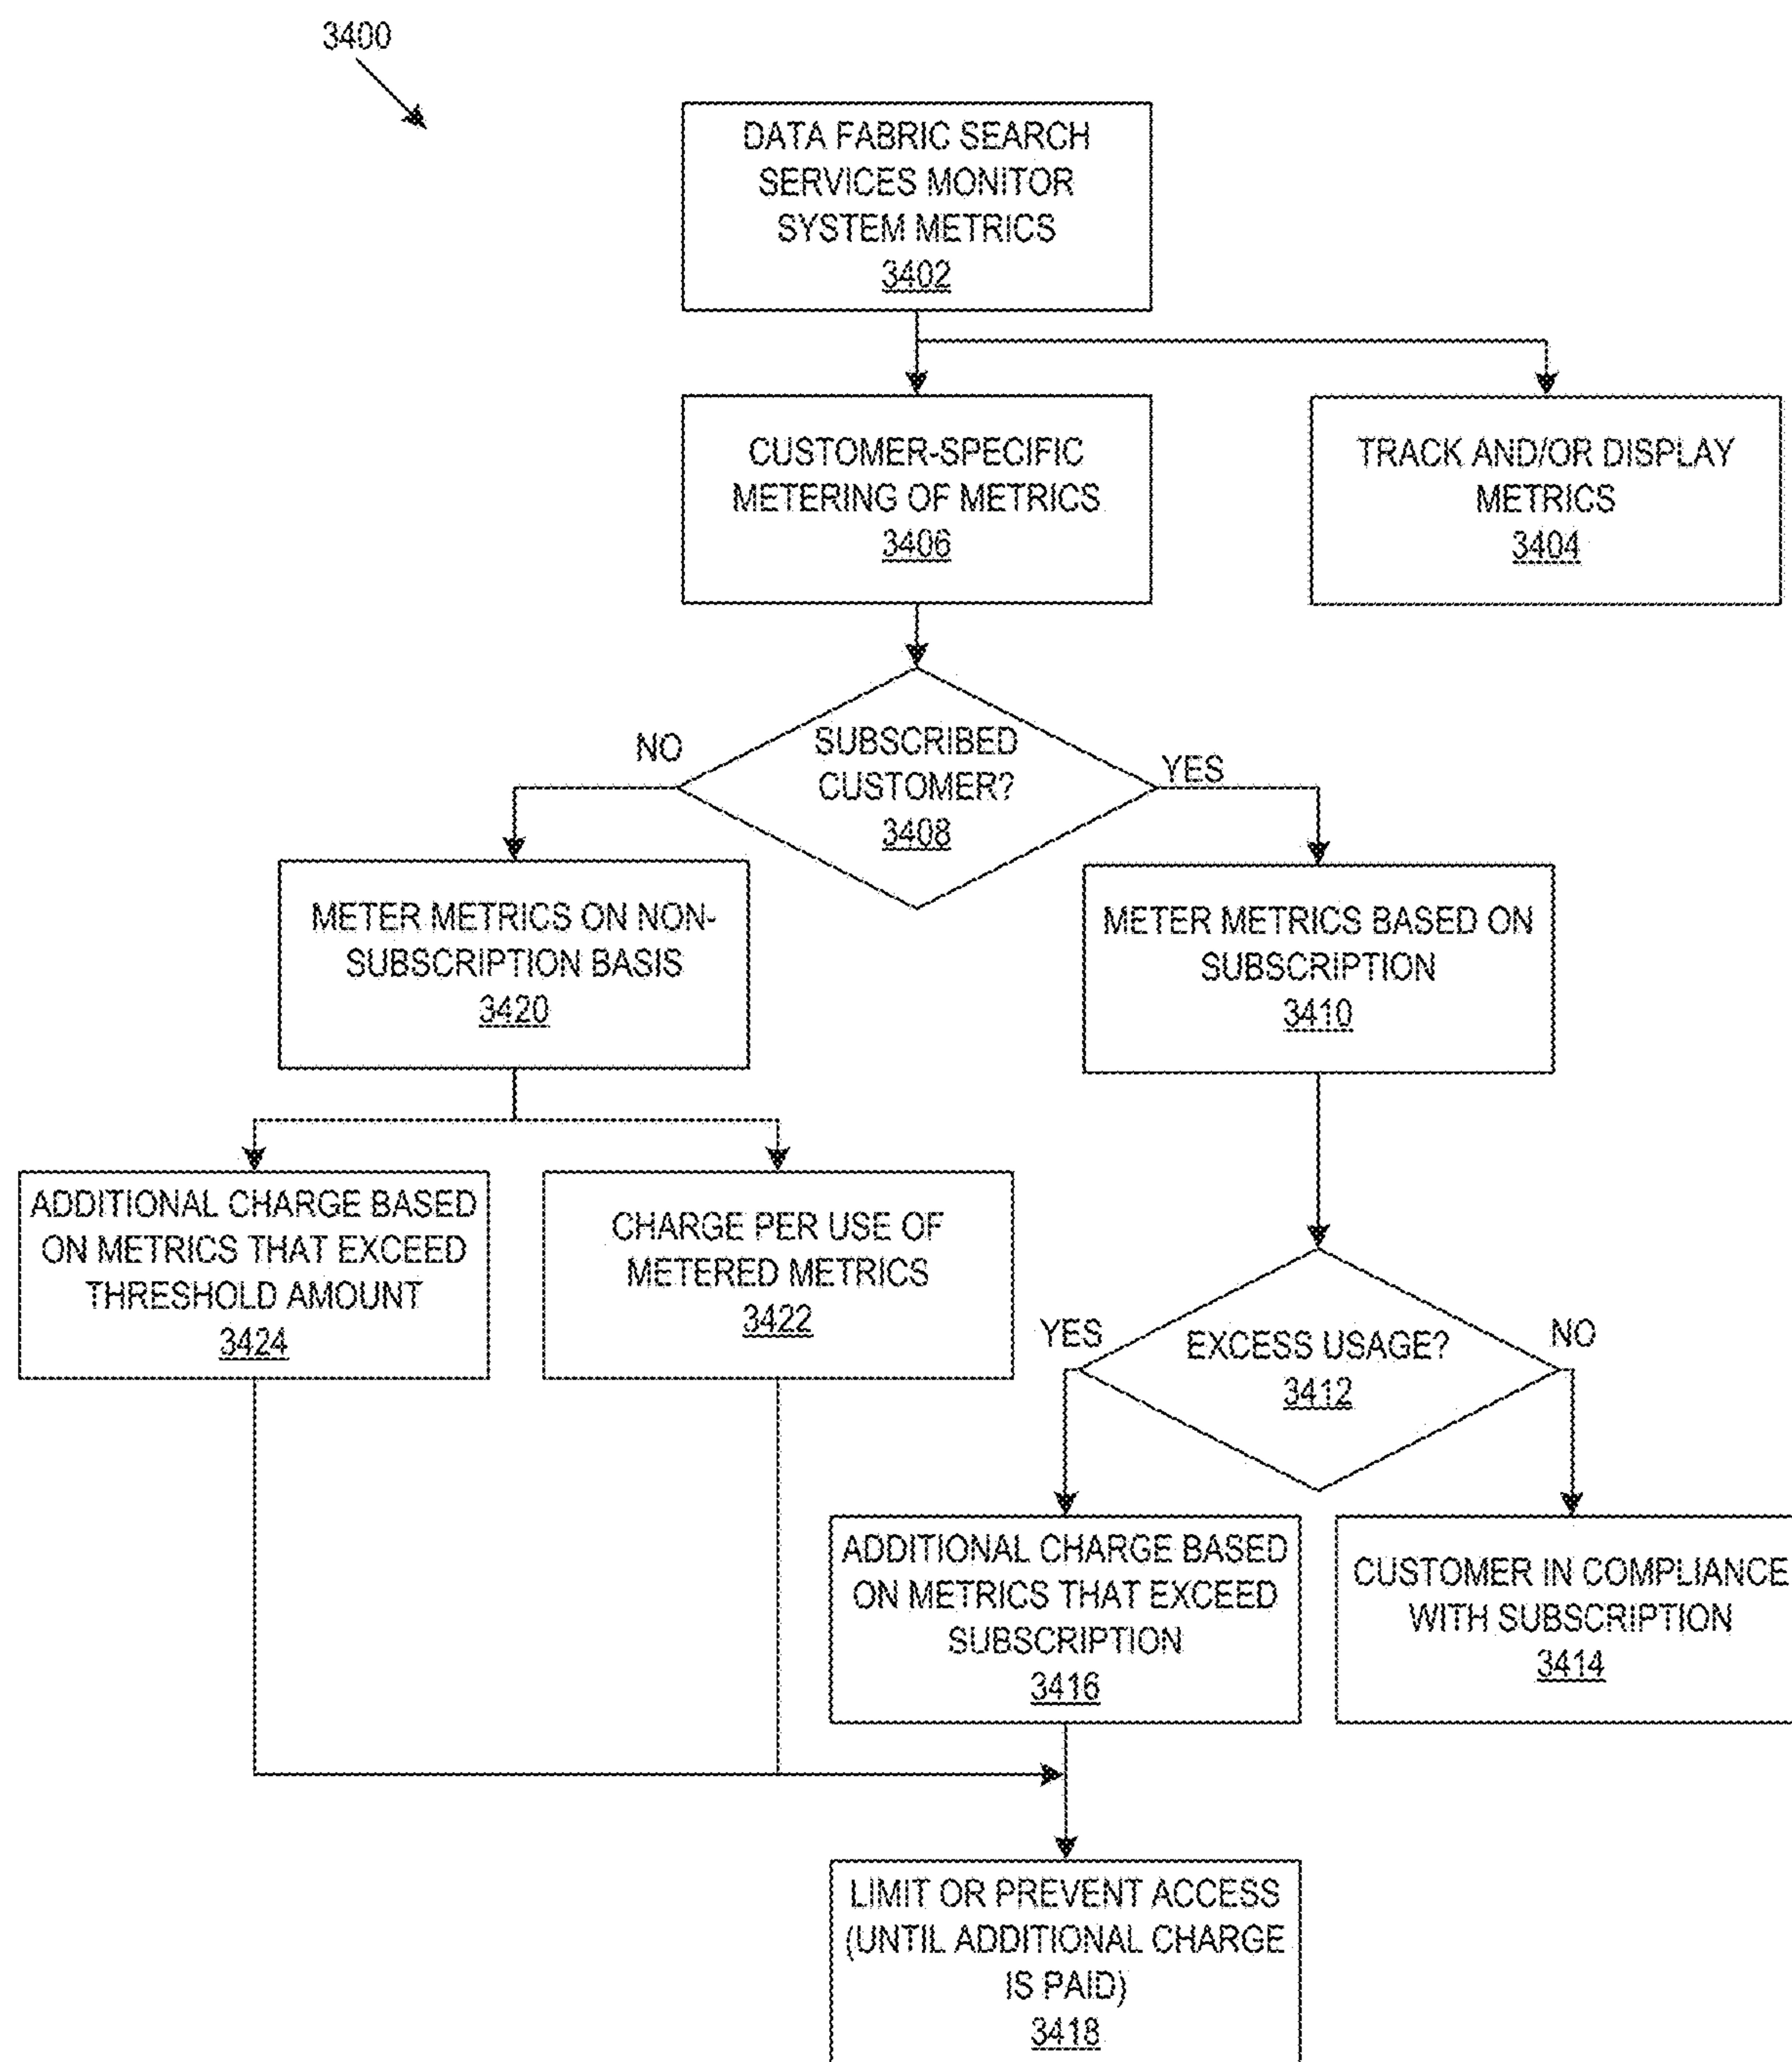 3400
DATA FABRIC SEARCH
SERVICES MONITOR
SYSTEM METRICS
3402
CUSTOMER-SPECIFIC
METERING OF METRICS
3406
TRACK AND/OR DISPLAY
METRICS
3404
NO
SUBSCRIBED
CUSTOMER?
3408
YES
METER METRICS ON NON-
SUBSCRIPTION BASIS
3420
METER METRICS BASED ON
SUBSCRIPTION
3410
ADDITIONAL CHARGE BASED
ON METRICS THAT EXCEED
THRESHOLD AMOUNT
3424
CHARGE PER USE OF
METERED METRICS
3422
YES
EXCESS USAGE?
3412
NO
ADDITIONAL CHARGE BASED
ON METRICS THAT EXCEED
SUBSCRIPTION
3416
CUSTOMER IN COMPLIANCE
WITH SUBSCRIPTION
3414
LIMIT OR PREVENT ACCESS
(UNTIL ADDITIONAL CHARGE
IS PAID)
3418